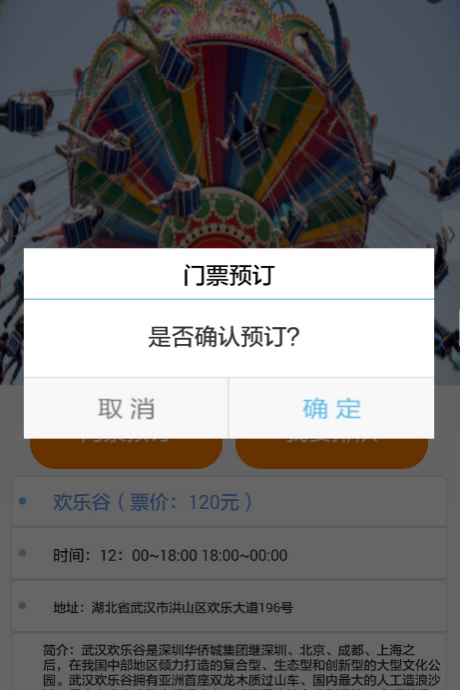 门票预订
是否确认预订?
取消
确定
欢乐谷（票价：120元）
时间：12：00~18:00 18:00~00:00
地址：湖北省武汉市洪山区欢乐大道196号
简介：武汉欢乐谷是深圳华侨城集团继深圳、北京、成都、上海之
后，在我国中部地区倾力打造的复合型、生态型和创新型的大型文化公
园。武汉欢乐谷拥有亚洲首座双龙木质过山车、国内最大的人工造浪沙